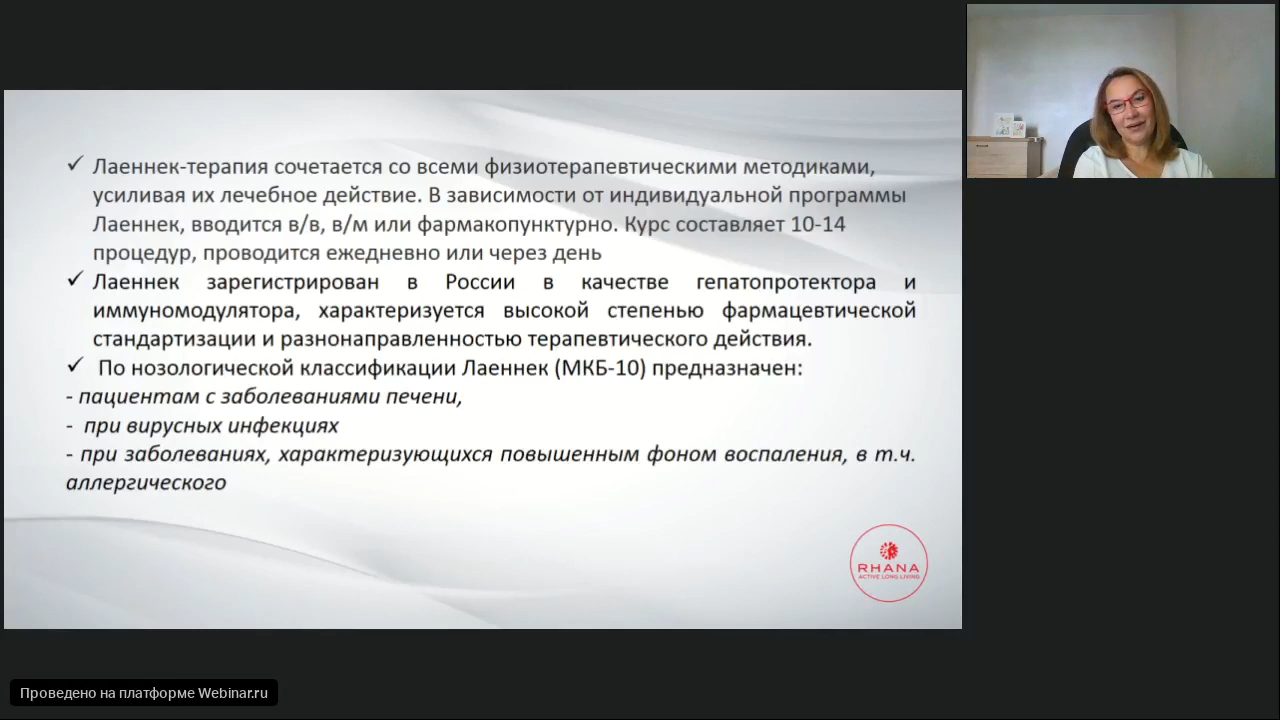 ✓ Лаеннек-терапия сочетается со всеми физиотерапевтическими методиками,
усиливая их лечебное действие. В зависимости от индивидуальной программы
Лаеннек, вводится в/в, в/м или фармакопунктурно. Курс составляет 10-14
процедур, проводится ежедневно или через день
✓ Лаеннек зарегистрирован в России в качестве гепатопротектора и
иммуномодулятора, характеризуется высокой степенью фармацевтической
стандартизации и разнонаправленностью терапевтического действия.
✓ По нозологической классификации Лаеннек (МКБ-10) предназначен:
- пациентам с заболеваниями печени,
- при вирусных инфекциях
- при заболеваниях, характеризующихся повышенным фоном воспаления, в т.ч.
аллергического
RHANA
ACTIVE LONG LIVING
Проведено на платформе Webinar.ru